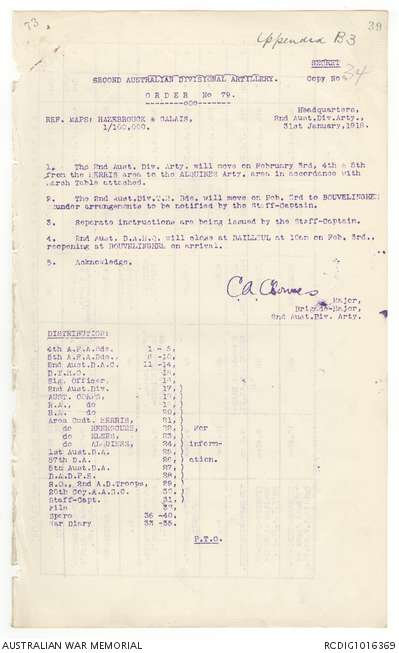 73
Appendix B3
39
SECRET
SECOND AUSTRALIAN DIVISIONAL ARTILLERY.
Copy No 34
ORDER No 79.
--------oOo-------
Headquarters,
REF. MAPS: HAZEBROUCK & CALAIS,
2nd Aust.Div.Arty.,
1/100,000.
31st January,1918.
1. The 2nd Aust. Div. Arty. will move on February 3rd, 4th & 5th
from the MERRIS area to the ALQUINES Arty. area in accordance with
March Table attached.
2. The 2nd Aust.Div.T.M. Bde. will move on Feb. 3rd to BOUVELINGHEM
under arrangements to be notified by the Staff-Captain.
3. Separate instructions are being issued by the Staff-Captain.
4. 2nd Aust. D.A.H.Q. will close at BAILLEUL at 10am on Feb. 3rd.,
reopening at BOUVELINGHEM on arrival.
5. Acknowledge.
Major,
Brigade-Major,
2nd Aust.Div. Arty.
DISTRIBUTION:
4th A.F.A.Bde. 1 - 5,
5th A.F.A.Bde.. 6 -10,
2nd Aust.D.A.C. 11 -14,
D.T.M.O. 15,
Sig. Officer. 16,
2nd Aust.Div. 17,)
AUST. CORPS, 18,)
R.A., do 19,)
H.A. do 20,)
Area Cmdt. MERRIS, 21,)
do 22,) For
do 23,)
do ALQUINES, 24,) inform-
1st Aust.D.A. 25,)
57th D.A. 26,) ation.
5th Aust.D.A. 27,)
D.A.D.P.S. 28,)
S.O., 2nd A.D.Troops, 29,)
20th Coy.A.A.S.C. 30,)
Staff-Capt. 31,)
File 32,
Spare 36 -40.
War Diary 33 -35.
P.T.O.
AUSTRALIAN WAR MEMORIAL
RCDIG1016369